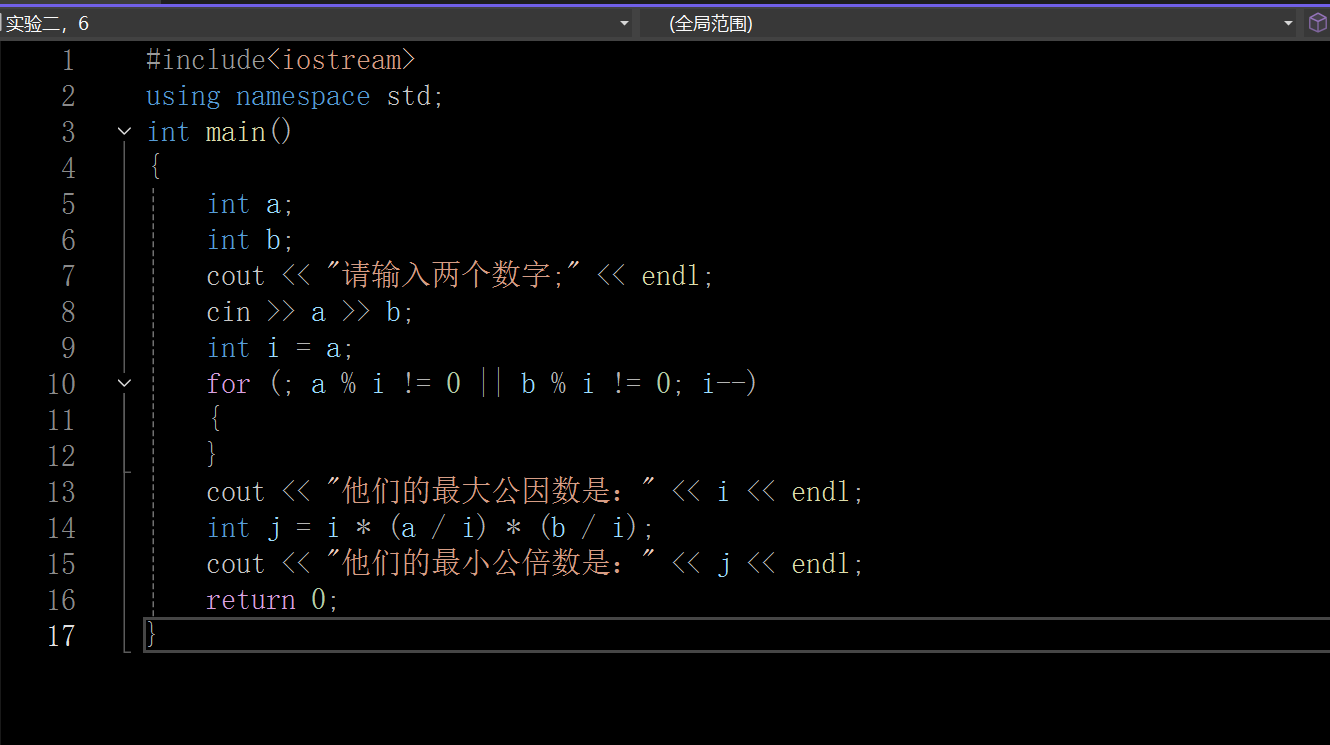 实验二，6 (全局范围)
1 #include<iostream>
2 using namespace std;
3 int main()
4 {
5 int a;
6 int b;
7 cout << "请输入两个数字;" << endl;
8 cin >> a >> b;
9 int i = a;
10 for (; a % i != 0 || b % i != 0; i--)
11 {
12 }
13 cout << "他们的最大公因数是：" << i << endl;
14 int j = i * (a / i) * (b / i);
15 cout << "他们的最小公倍数是：" << j << endl;
16 return 0;
17 }